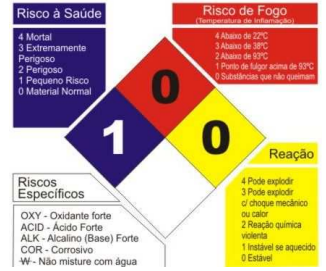 Risco à Saúde
4 Mortal
3 Extremamente
Perigoso
2 Perigoso
1 Pequeno Risco
0 Material Normal
Risco de Fogo
(Temperatura de Inflamação)
4 Abaixo de 22ºC
3 Abaixo de 38ºC
2 Abaixo de 93ºC
1 Ponto de fulgor acima de 93ºC
0 Substâncias que não queimam
0
1
0
Reação
4 Pode explodir
3 Pode explodir
c/ choque mecânico
ou calor
2 Reação química
violenta
1 Instável se aquecido
0 Estável
Riscos
Específicos
OXY - Oxidante forte
ACID - Ácido Forte
ALK - Alcalino (Base) Forte
COR - Corrosivo
W - Não misture com água